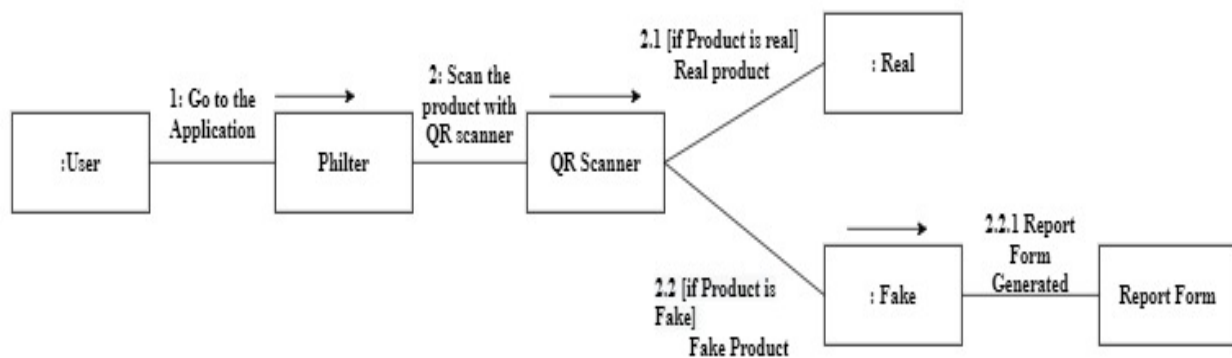 :User
1: Go to the
Application
Philter
2: Scan the
product with
QR scanner
QR Scanner
2.1 [if Product is real]
Real product
: Real
2.2 [if Product is
Fake]
Fake Product
: Fake
2.2.1 Report
Form
Generated
Report Form